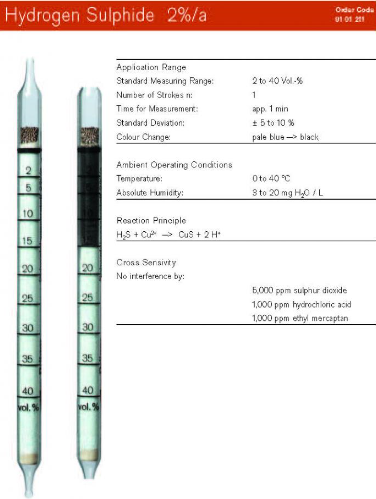 Hydrogen Sulphide 2%/a
Order Code
81 01 211
Application Range
Standard Measuring Range: 2 to 40 Vol.-%
Number of Strokes n: 1
Time for Measurement: app. 1 min
Standard Deviation: ± 5 to 10 %
Colour Change: pale blue —> black
Ambient Operating Conditions
Temperature: 0 to 40 °C
Absolute Humidity: 3 to 20 mg H₂O / L
Reaction Principle
H₂S + Cu²⁺ —> CuS + 2 H⁺
Cross Sensivity
No interference by:
5,000 ppm sulphur dioxide
1,000 ppm hydrochloric acid
1,000 ppm ethyl mercaptan
2
5
10
15
20
25
30
35
40
vol.%
20
25
30
35
40
vol.%